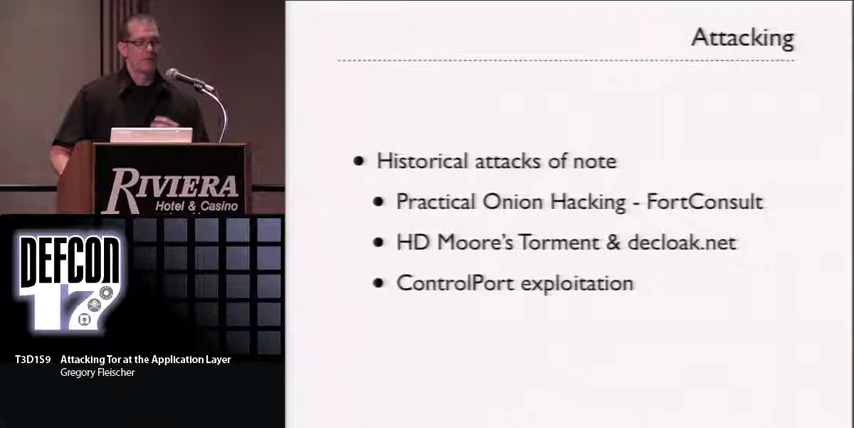 Attacking
Historical attacks of note
Practical Onion Hacking - FortConsult
HD Moore's Torment & decloak.net
ControlPort exploitation
RIVIERA
Hotel & Casino
DEFCON
17
T3D1S9 Attacking Tor at the Application Layer
Gregory Fleischer